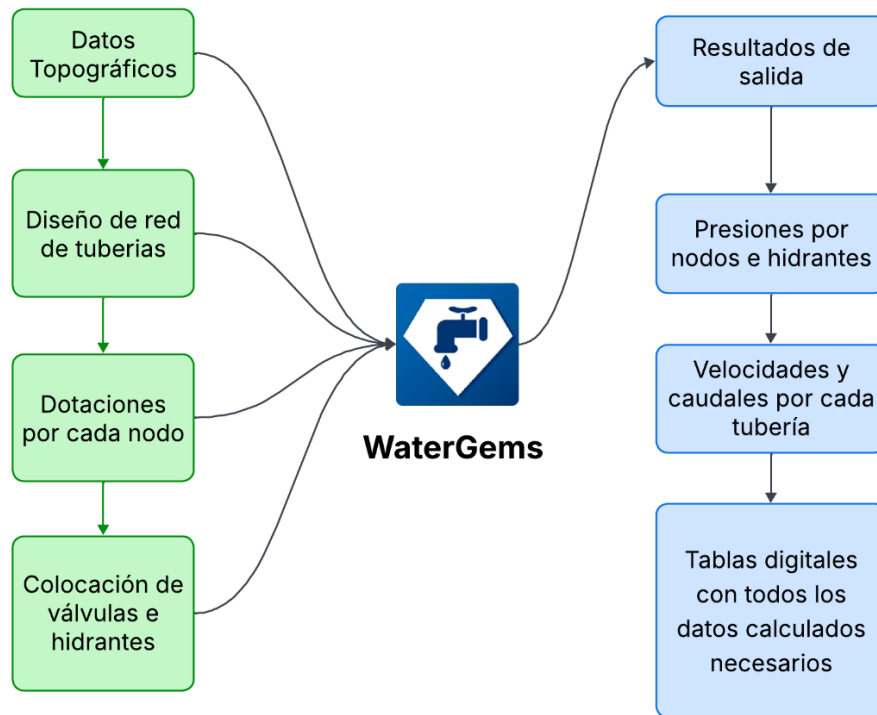 Datos
Topográficos
Diseño de red
de tuberias
Dotaciones
por cada nodo
Colocación de
válvulas e
hidrantes
WaterGems
Resultados de
salida
Presiones por
nodos e hidrantes
Velocidades y
caudales por cada
tubería
Tablas digitales
con todos los
datos calculados
necesarios